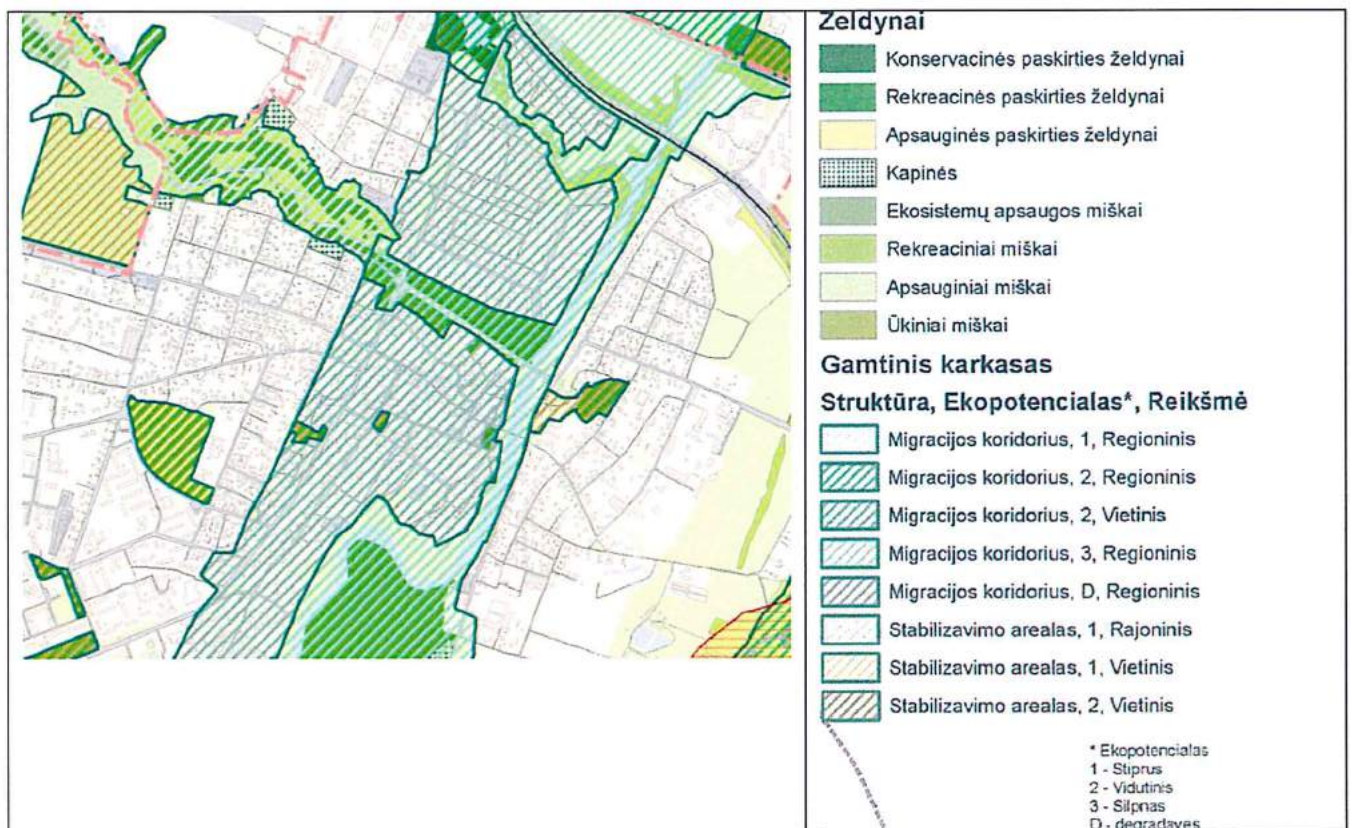 Želdynai
Konservacinės paskirties želdynai
Rekreacinės paskirties želdynai
Apsauginės paskirties želdynai
Kapinės
Ekosistemų apsaugos miškai
Rekreaciniai miškai
Apsauginiai miškai
Ūkiniai miškai
Gamtinis karkasas
Struktūra, Ekopotencialas*, Reikšmė
Migracijos koridorius, 1, Regioninis
Migracijos koridorius, 2, Regioninis
Migracijos koridorius, 2, Vietinis
Migracijos koridorius, 3, Regioninis
Migracijos koridorius, D, Regioninis
Stabilizavimo arealas, 1, Rajoninis
Stabilizavimo arealas, 1, Vietinis
Stabilizavimo arealas, 2, Vietinis
* Ekopotencialas
1 - Stiprus
2 - Vidutinis
3 - Silpnas
D - degradavęs